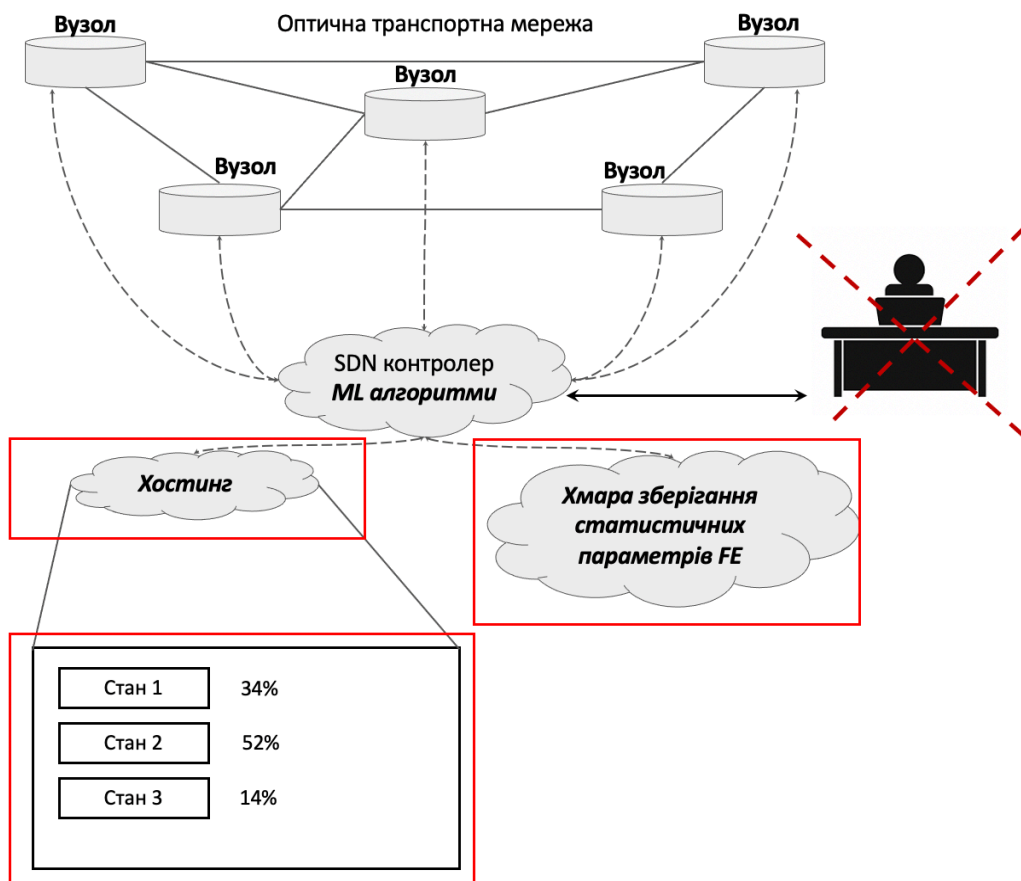 Оптична транспортна мережа
Вузол
Вузол
Вузол
Вузол
Вузол
SDN контролер
ML алгоритми
Хостинг
Хмара зберігання
статистичних
параметрів FE
Стан 1 34%
Стан 2 52%
Стан 3 14%